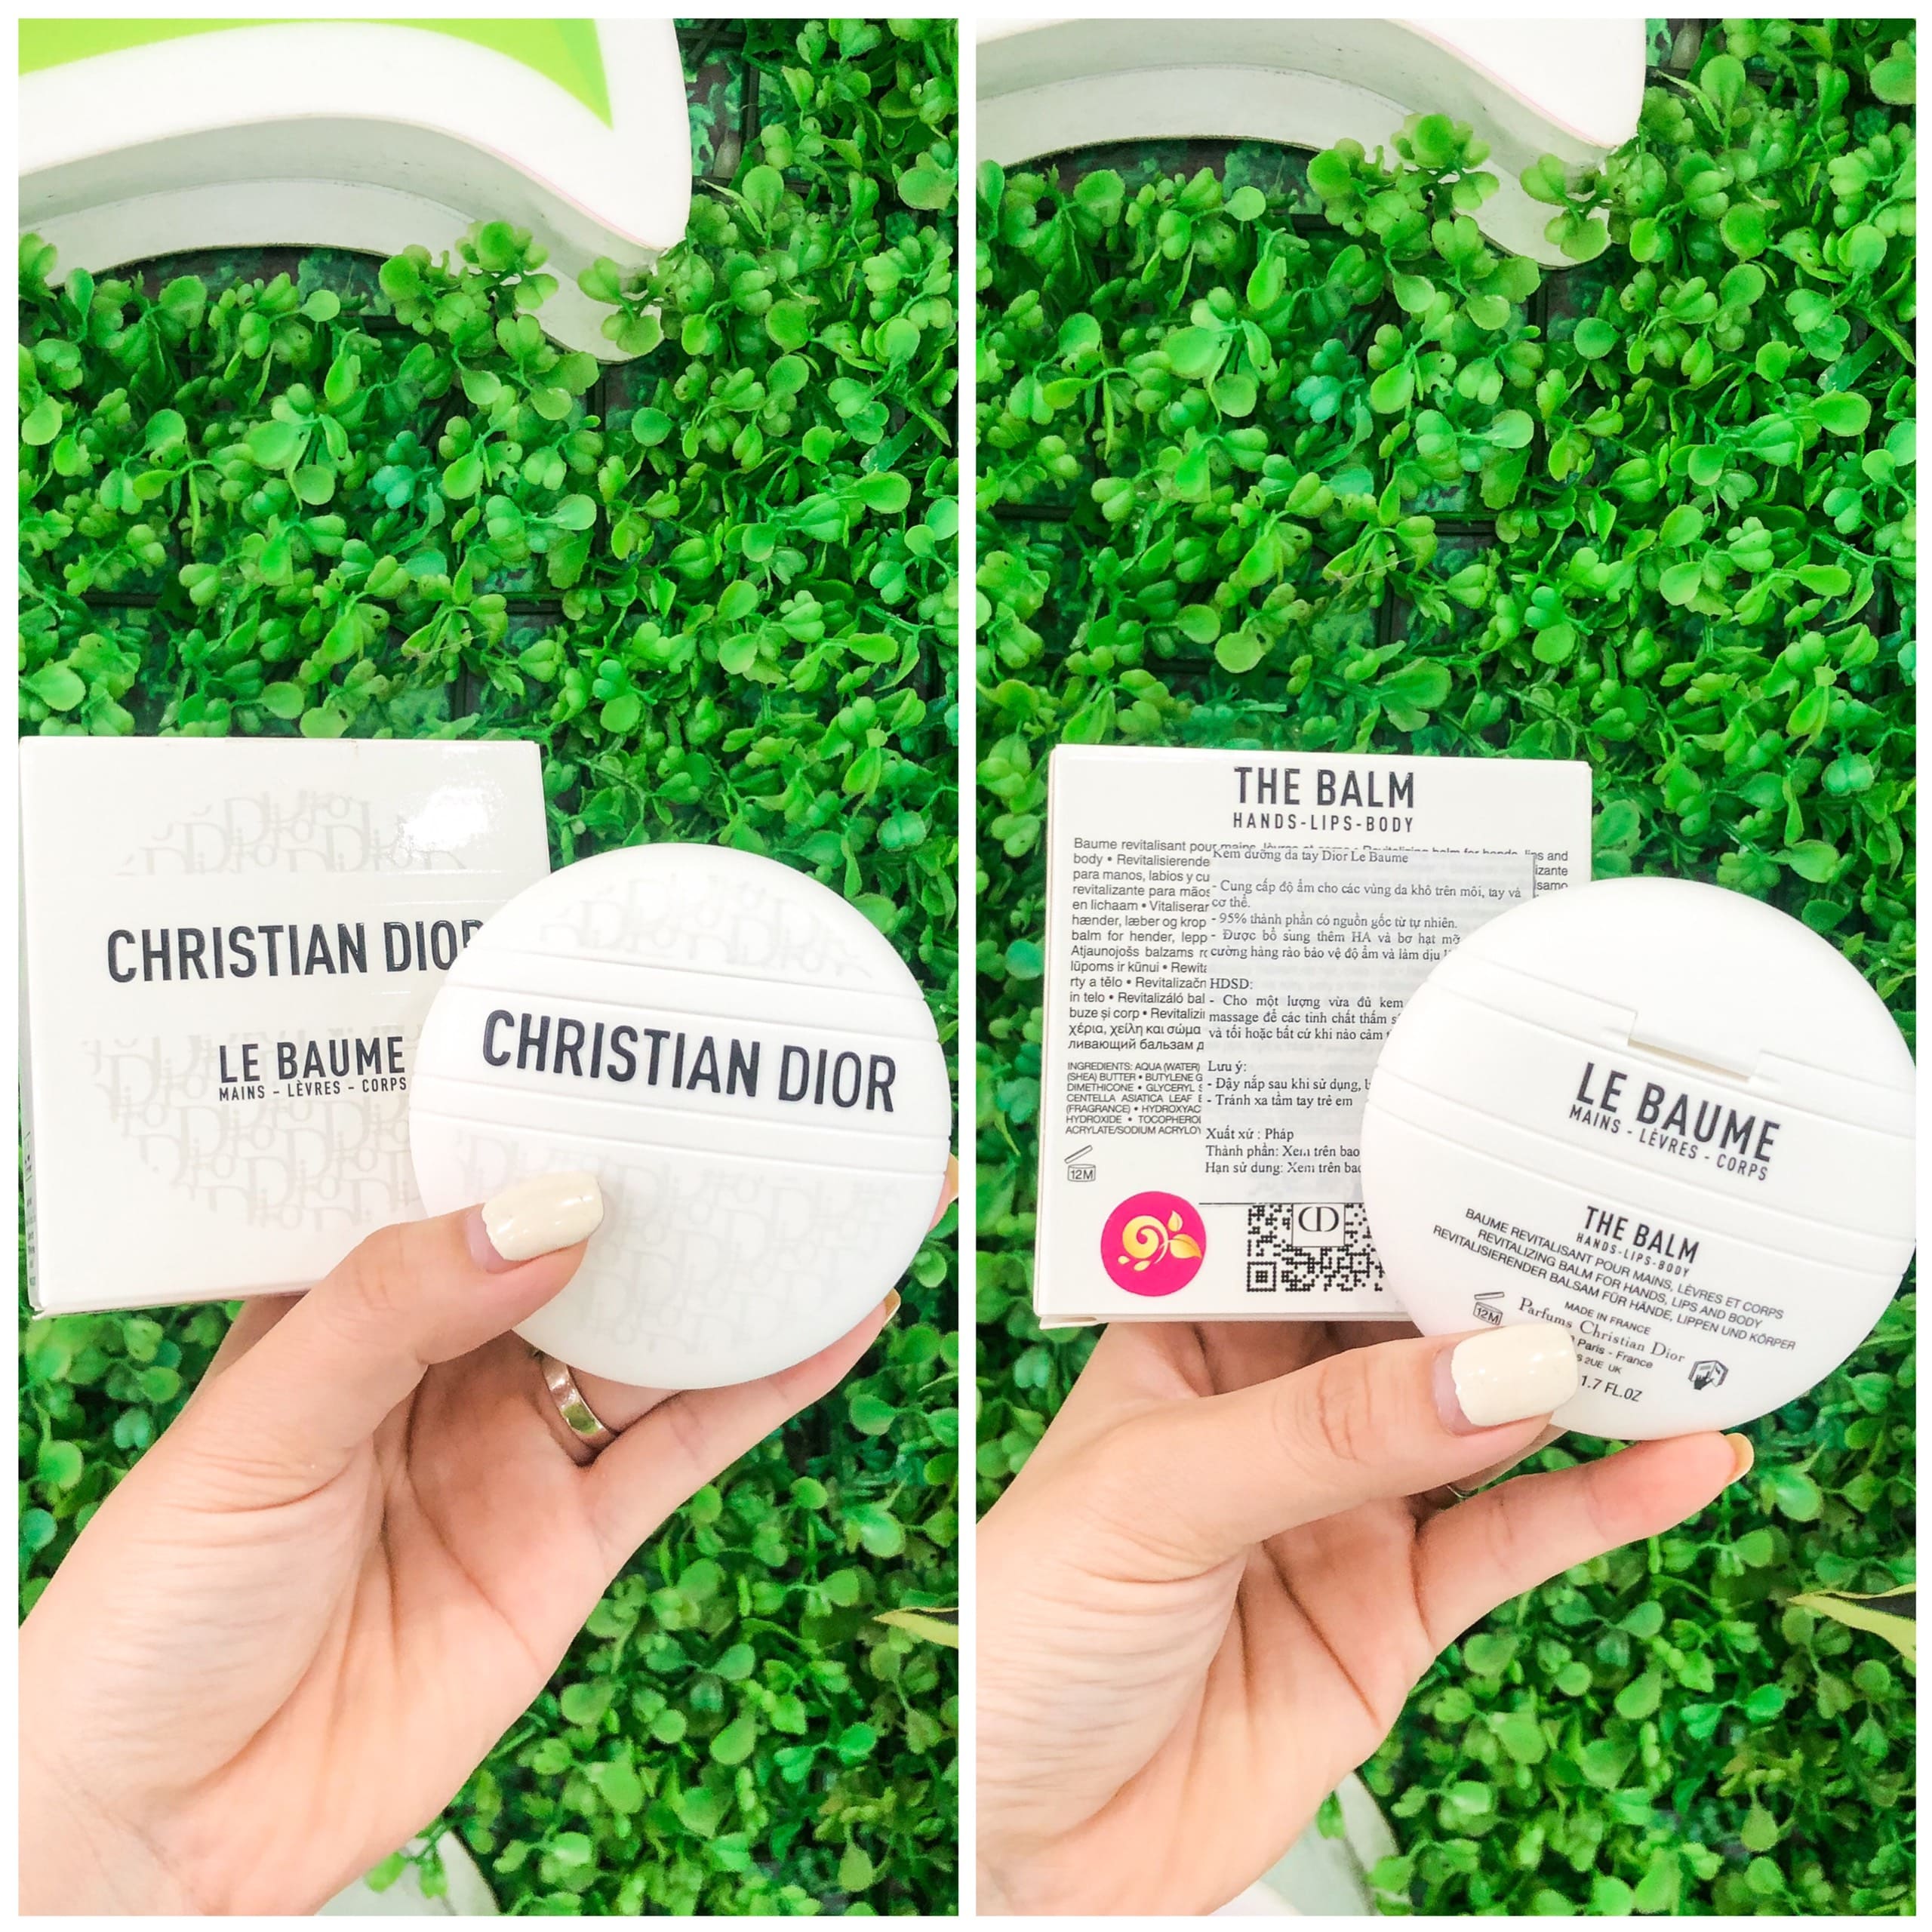 CHRISTIAN DIOR
LE BAUME
MAINS - LÈVRES - CORPS
CHRISTIAN DIOR
THE BALM
HANDS-LIPS-BODY
Baume revitalisant pour mains, lèvres et corps • Revitalizing balm for hands, lips and
body • Revitalisierende
para manos, labios y cu
revitalizante para mãos
en lichaam • Vitaliserar
hænder, læber og krop
balm for hender, lepp
Atjaunojošs balzams
lūpoms ir kūnui •
rty a tělo •
in telo • Revitalizáló bal
buze și corp •
χέρια, χείλη και σώμα
ливающий бальзам д
INGREDIENTS: AQUA (WATER)
(SHEA) BUTTER • BUTYLENE G
DIMETHICONE • GLYCERYL
CENTELLA ASIATICA LEAF
(FRAGRANCE) •
HYDROXIDE •
ACRYLATE/SODIUM
12M
Kem dưỡng da tay Dior Le Baume
- Cung cấp độ ẩm cho các vùng da khô trên môi, tay và
cơ thể.
- 95% thành phần có nguồn gốc từ tự nhiên.
- Được bổ sung thêm HA và bơ hạt mỡ
cường hàng rào bảo vệ độ ẩm và làm dịu
HDSD:
- Cho một lượng vừa đủ kem
massage để các tinh chất thấm
và tối hoặc bất cứ khi nào cảm
Lưu ý:
- Đậy nắp sau khi sử dụng,
- Tránh xa tầm tay trẻ em
Xuất xứ : Pháp
Thành phần: Xem trên bao
Hạn sử dụng: Xem trên bao
CD
LE BAUME
MAINS - LÈVRES - CORPS
THE BALM
HANDS-LIPS-BODY
BAUME REVITALISANT POUR MAINS, LÈVRES ET CORPS
REVITALIZING BALM FOR HANDS, LIPS AND BODY
REVITALISIERENDER BALSAM FÜR HÄNDE, LIPPEN UND KÖRPER
12M
MADE IN FRANCE
Parfums Christian Dior
Paris - France
2UE UK
1.7 FL.OZ